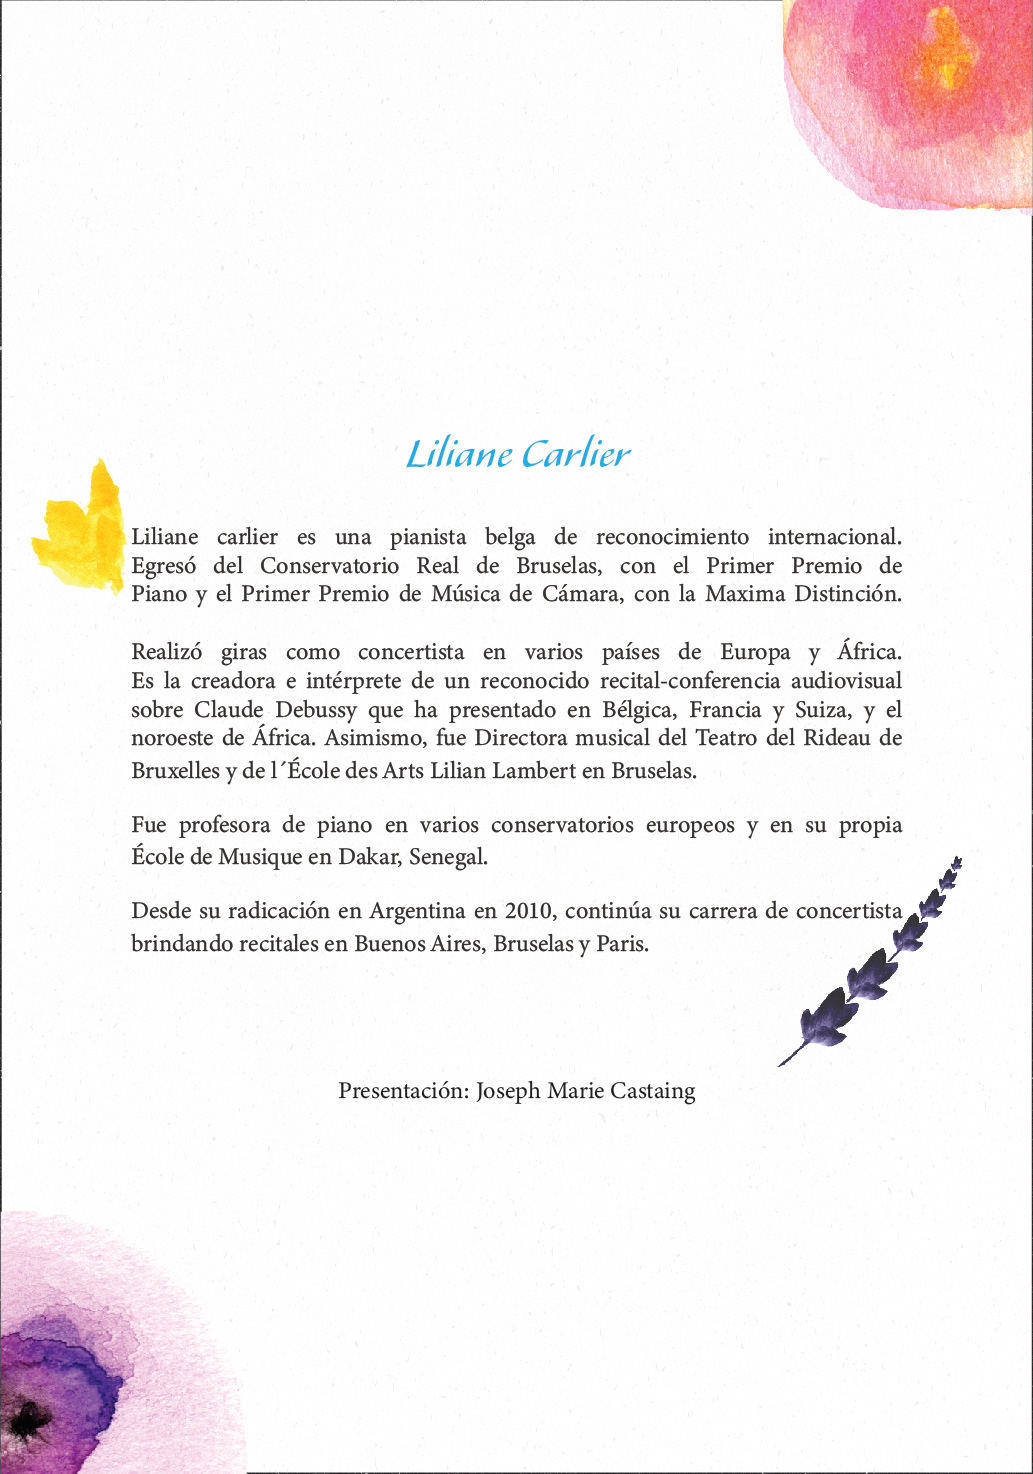 Liliane Carlier
Liliane carlier es una pianista belga de reconocimiento internacional.
Egresó del Conservatorio Real de Bruselas, con el Primer Premio de
Piano y el Primer Premio de Música de Cámara, con la Maxima Distinción.
Realizó giras como concertista en varios países de Europa y África.
Es la creadora e intérprete de un reconocido recital-conferencia audiovisual
sobre Claude Debussy que ha presentado en Bélgica, Francia y Suiza, y el
noroeste de África. Asimismo, fue Directora musical del Teatro del Rideau de
Bruxelles y de l´École des Arts Lilian Lambert en Bruselas.
Fue profesora de piano en varios conservatorios europeos y en su propia
École de Musique en Dakar, Senegal.
Desde su radicación en Argentina en 2010, continúa su carrera de concertista
brindando recitales en Buenos Aires, Bruselas y Paris.
Presentación: Joseph Marie Castaing